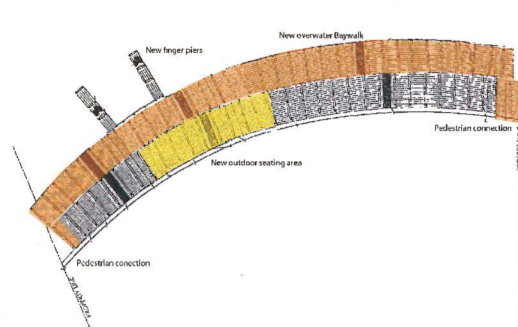 New overwater Baywalk
New finger piers
Pedestrian connection
New outdoor seating area
Pedestrian conection